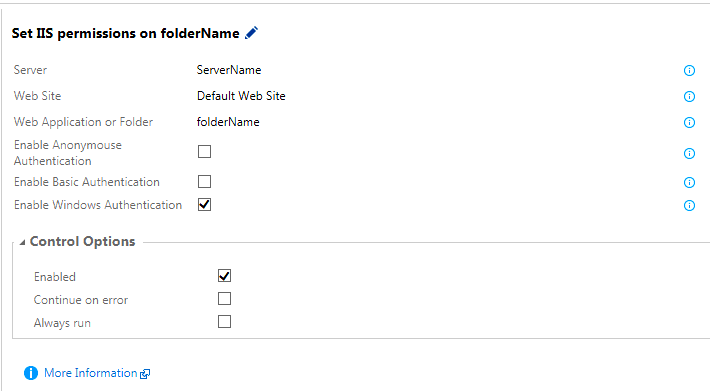 Set IIS permissions on folderName
Server ServerName
Web Site Default Web Site
Web Application or Folder folderName
Enable Anonymouse
Authentication
Enable Basic Authentication
Enable Windows Authentication
Control Options
Enabled
Continue on error
Always run
More Information